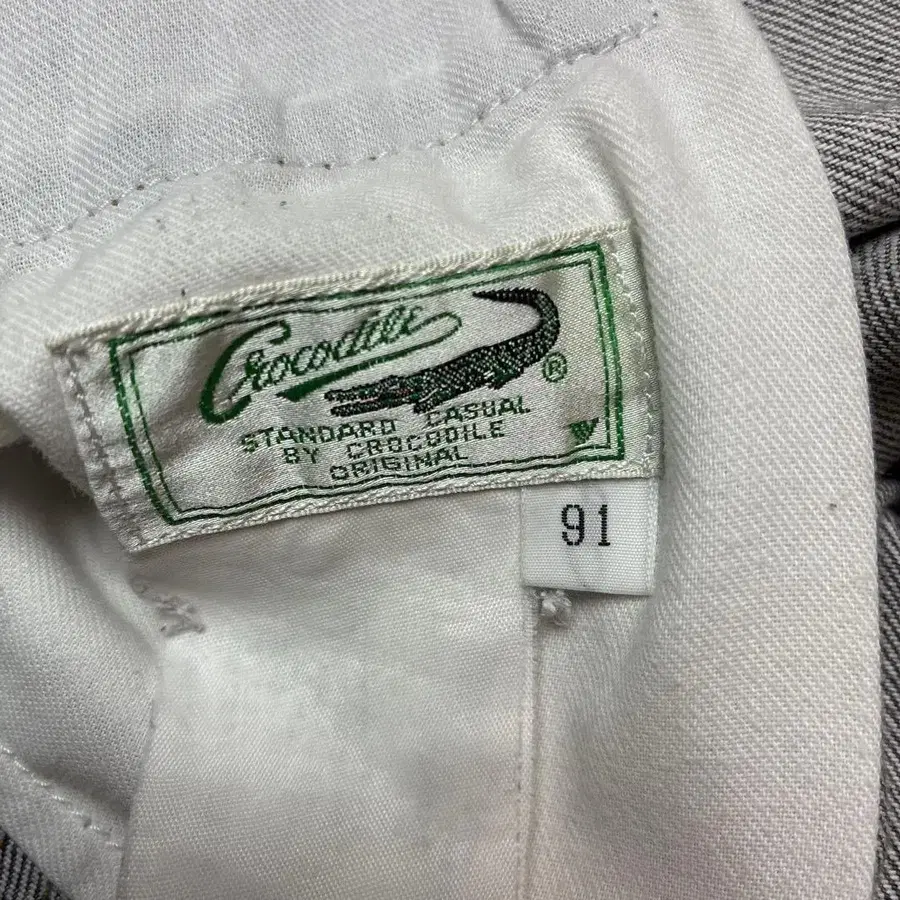 Crocodile
®
STANDARD CASUAL
BY CROCODILE
ORIGINAL
W
91